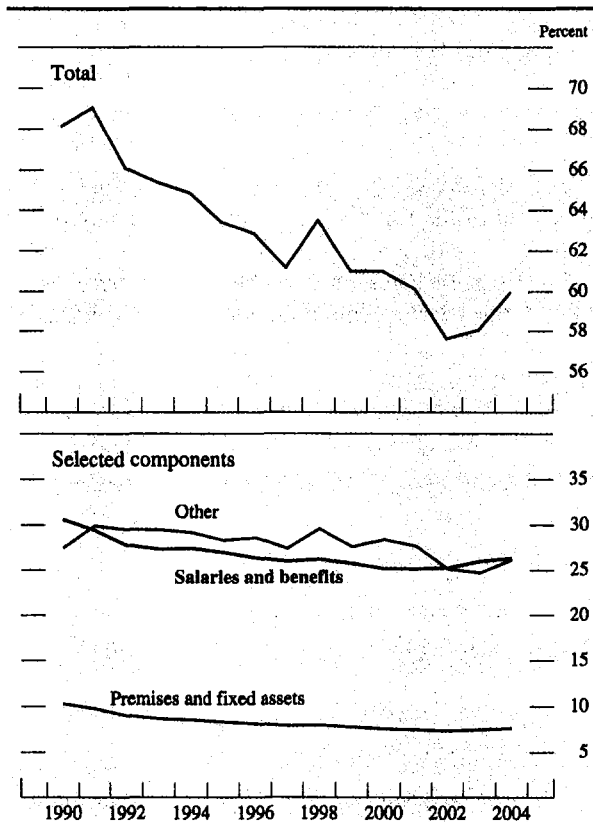 Percent
Total
70
68
66
64
62
60
58
56
Selected components
35
Other
30
Salaries and benefits
25
20
15
Premises and fixed assets
10
5
1990 1992 1994 1996 1998 2000 2002 2004